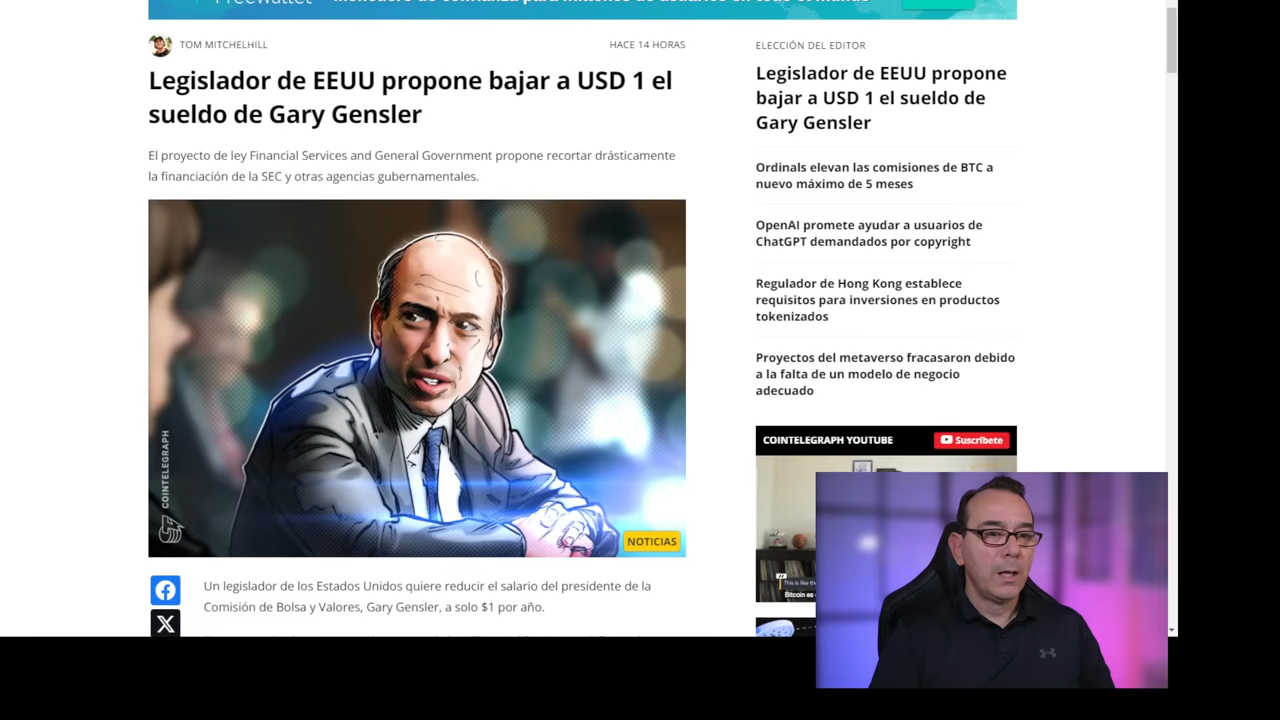 Freewallet
TOM MITCHELHILL
HACE 14 HORAS
Legislador de EEUU propone bajar a USD 1 el
sueldo de Gary Gensler
El proyecto de ley Financial Services and General Government propone recortar drásticamente
la financiación de la SEC y otras agencias gubernamentales.
COINTELEGRAPH
NOTICIAS
Un legislador de los Estados Unidos quiere reducir el salario del presidente de la
Comisión de Bolsa y Valores, Gary Gensler, a solo $1 por año.
ELECCIÓN DEL EDITOR
Legislador de EEUU propone
bajar a USD 1 el sueldo de
Gary Gensler
Ordinals elevan las comisiones de BTC a
nuevo máximo de 5 meses
OpenAI promete ayudar a usuarios de
ChatGPT demandados por copyright
Regulador de Hong Kong establece
requisitos para inversiones en productos
tokenizados
Proyectos del metaverso fracasaron debido
a la falta de un modelo de negocio
adecuado
COINTELEGRAPH YOUTUBE
Suscríbete
This is like the
Bitcoin es